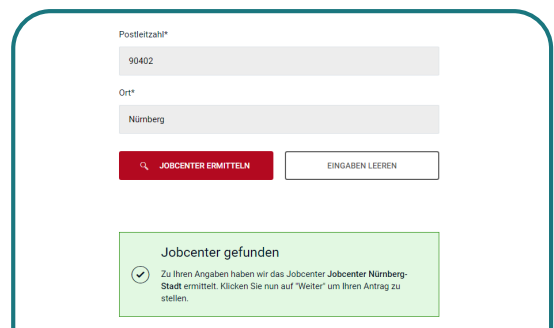 Postleitzahl*
90402
Ort*
Nürnberg
JOBCENTER ERMITTELN
EINGABEN LEEREN
Jobcenter gefunden
Zu Ihren Angaben haben wir das Jobcenter Jobcenter Nürnberg-
Stadt ermittelt. Klicken Sie nun auf "Weiter" um Ihren Antrag zu
stellen.